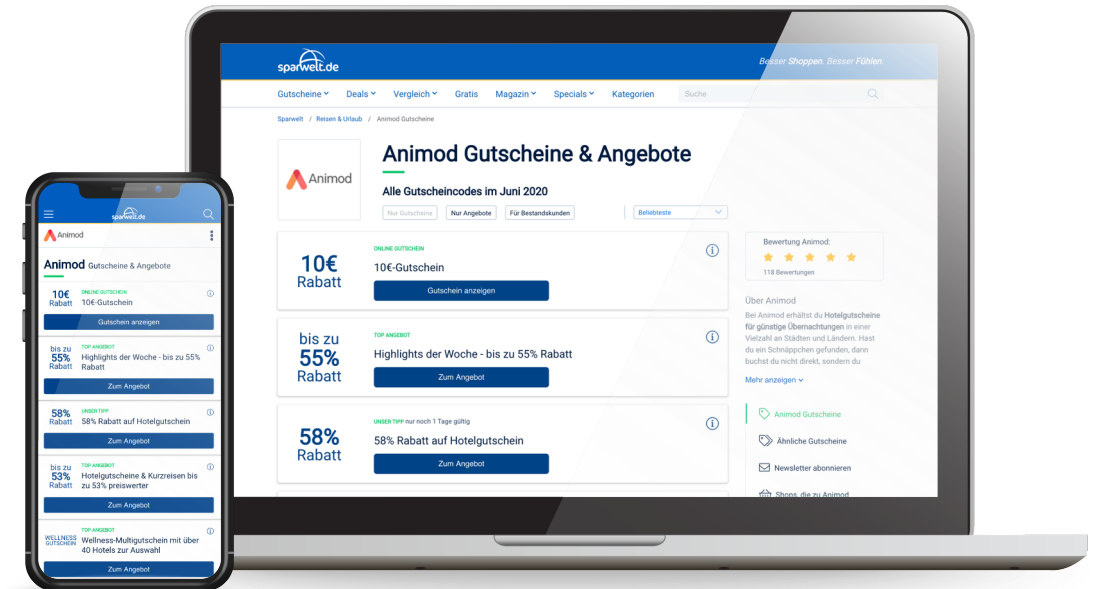 sparwelt.de
Besser Shoppen. Besser Fühlen.
Gutscheine
Deals
Vergleich
Gratis
Magazin
Specials
Kategorien
Suche
Sparwelt / Reisen & Urlaub / Animod Gutscheine
Animod
Animod Gutscheine & Angebote
Alle Gutscheincodes im Juni 2020
Nur Gutscheine
Nur Angebote
Für Bestandskunden
Beliebteste
10€
Rabatt
ONLINE GUTSCHEIN
10€-Gutschein
Gutschein anzeigen
bis zu
55%
Rabatt
TOP ANGEBOT
Highlights der Woche - bis zu 55% Rabatt
Zum Angebot
58%
Rabatt
UNSER TIPP nur noch 1 Tage gültig
58% Rabatt auf Hotelgutschein
Zum Angebot
Bewertung Animod:
118 Bewertungen
Über Animod
Bei Animod erhältst du Hotelgutscheine
für günstige Übernachtungen in einer
Vielzahl an Städten und Ländern. Hast
du ein Schnäppchen gefunden, dann
buchst du nicht direkt, sondern du
Mehr anzeigen
Animod Gutscheine
Ähnliche Gutscheine
Newsletter abonnieren
Shops, die zu Animod
sparwelt.de
Animod
Animod Gutscheine & Angebote
10€
Rabatt
ONLINE GUTSCHEIN
10€-Gutschein
Gutschein anzeigen
bis zu
55%
Rabatt
TOP ANGEBOT
Highlights der Woche - bis zu 55%
Rabatt
Zum Angebot
58%
Rabatt
UNSER TIPP
58% Rabatt auf Hotelgutschein
Zum Angebot
bis zu
53%
Rabatt
TOP ANGEBOT
Hotelgutscheine & Kurzreisen bis
zu 53% preiswerter
Zum Angebot
WELLNESS
GUTSCHEIN
TOP ANGEBOT
Wellness-Multigutschein mit über
40 Hotels zur Auswahl
Zum Angebot